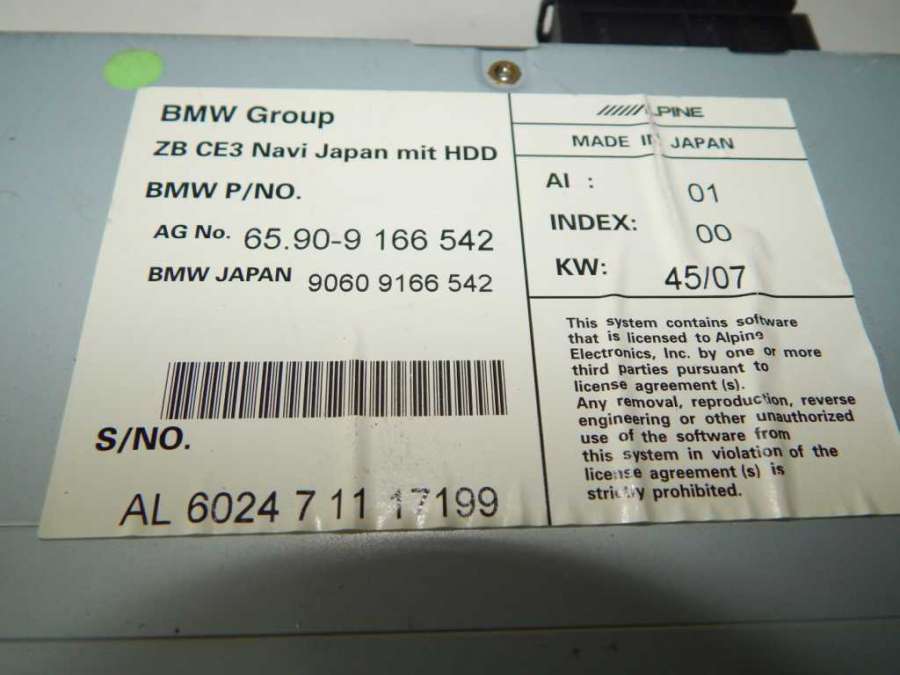 BMW Group
ZB CE3 Navi Japan mit HDD
BMW P/NO.
AG No. 65.90-9 166 542
BMW JAPAN 9060 9166 542
S/NO.
AL 6024 7 11 17199
ALPINE
MADE IN JAPAN
AI : 01
INDEX: 00
KW: 45/07
This system contains software
that is licensed to Alpine
Electronics, Inc. by one or more
third parties pursuant to
license agreement (s).
Any removal, reproduction, reverse
engineering or other unauthorized
use of the software from
this system in violation of the
license agreement (s) is
strictly prohibited.